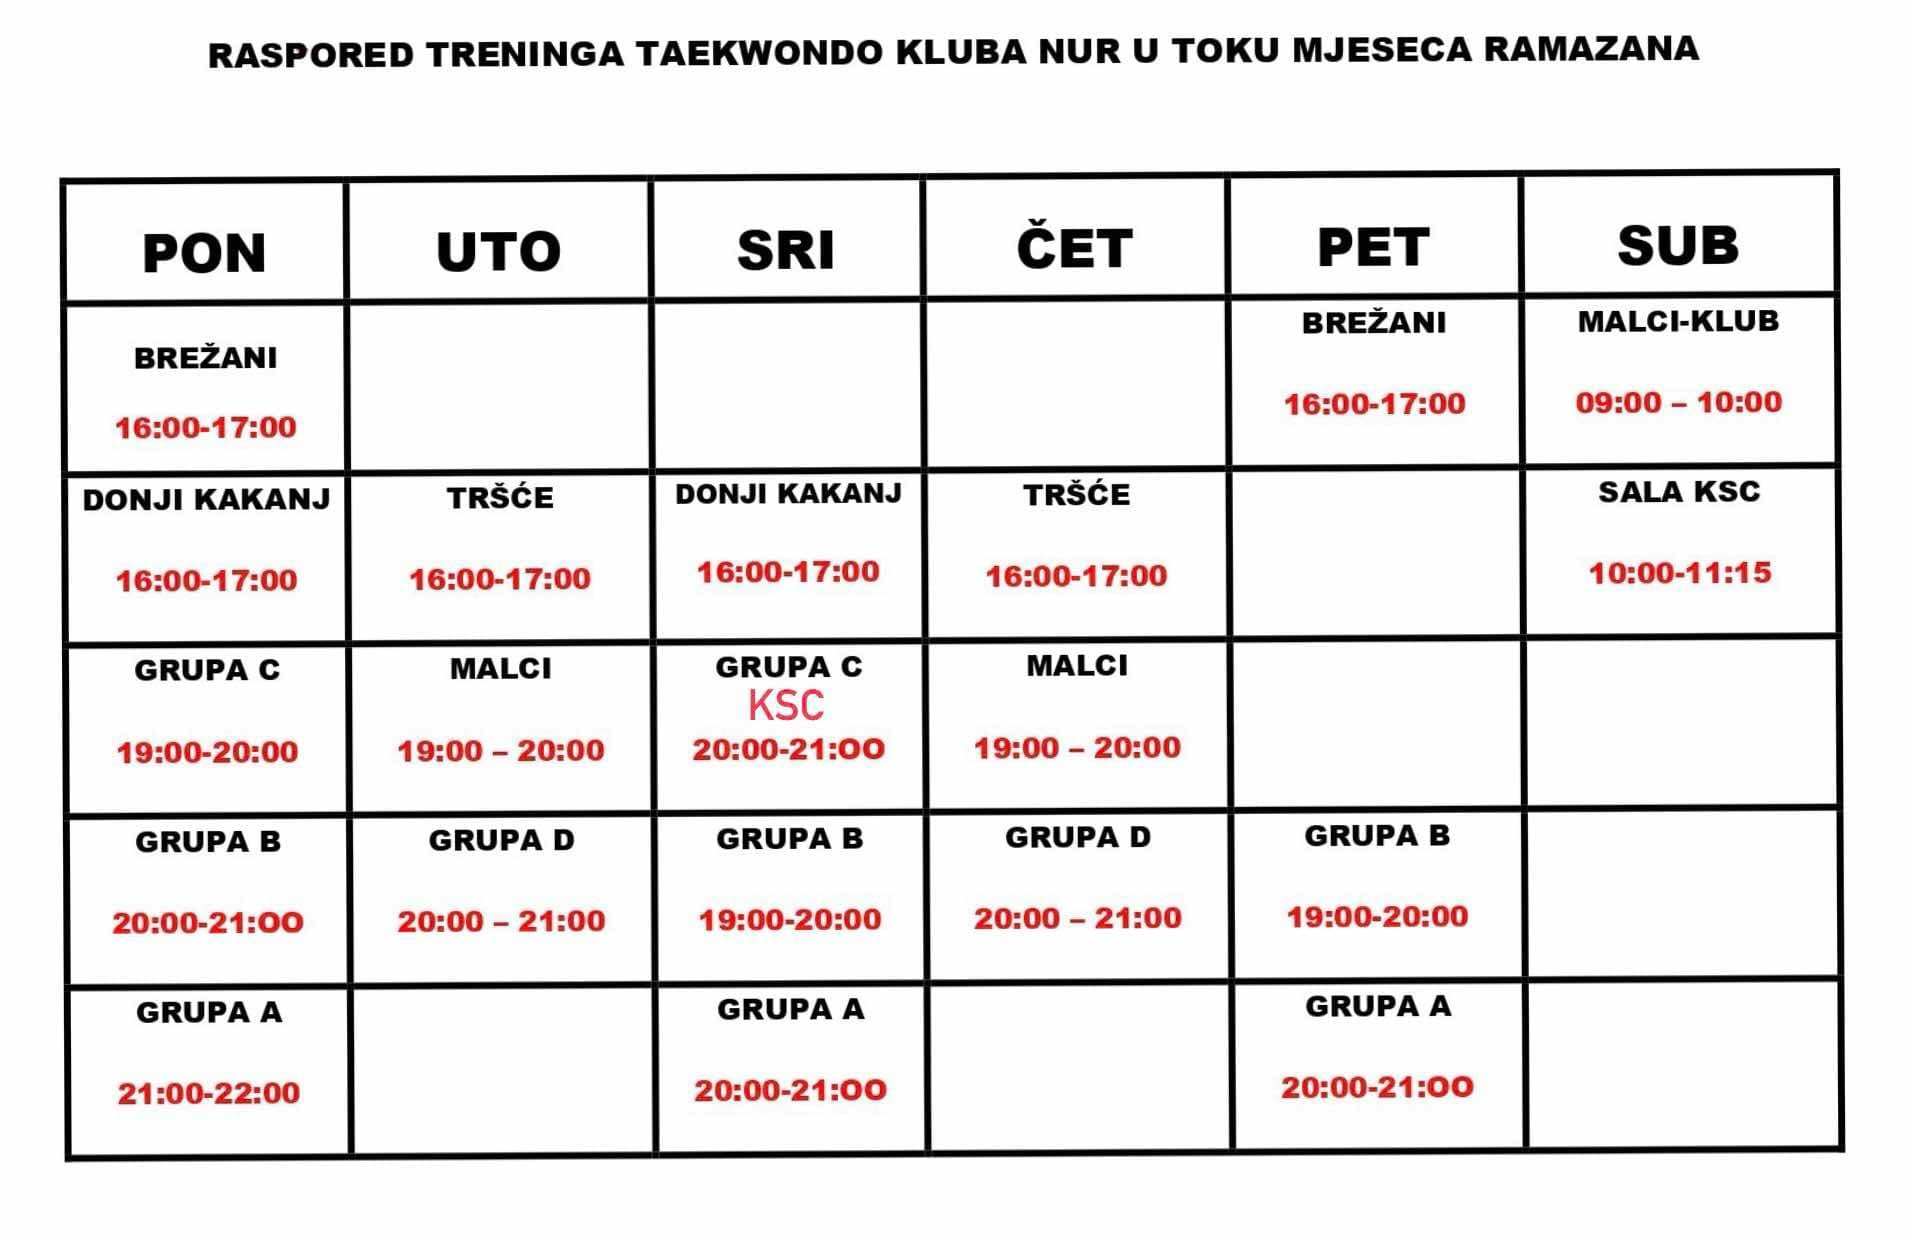 RASPORED TRENINGA TAEKWONDO KLUBA NUR U TOKU MJESECA RAMAZANA
PON UTO SRI ČET PET SUB
BREŽANI BREŽANI MALCI-KLUB
16:00-17:00 16:00-17:00 09:00 – 10:00
DONJI KAKANJ TRŠĆE DONJI KAKANJ TRŠĆE SALA KSC
16:00-17:00 16:00-17:00 16:00-17:00 16:00-17:00 10:00-11:15
GRUPA C MALCI GRUPA C MALCI
KSC
19:00-20:00 19:00 – 20:00 20:00-21:OO 19:00 – 20:00
GRUPA B GRUPA D GRUPA B GRUPA D GRUPA B
20:00-21:OO 20:00 – 21:00 19:00-20:00 20:00 – 21:00 19:00-20:00
GRUPA A GRUPA A GRUPA A
21:00-22:00 20:00-21:OO 20:00-21:OO